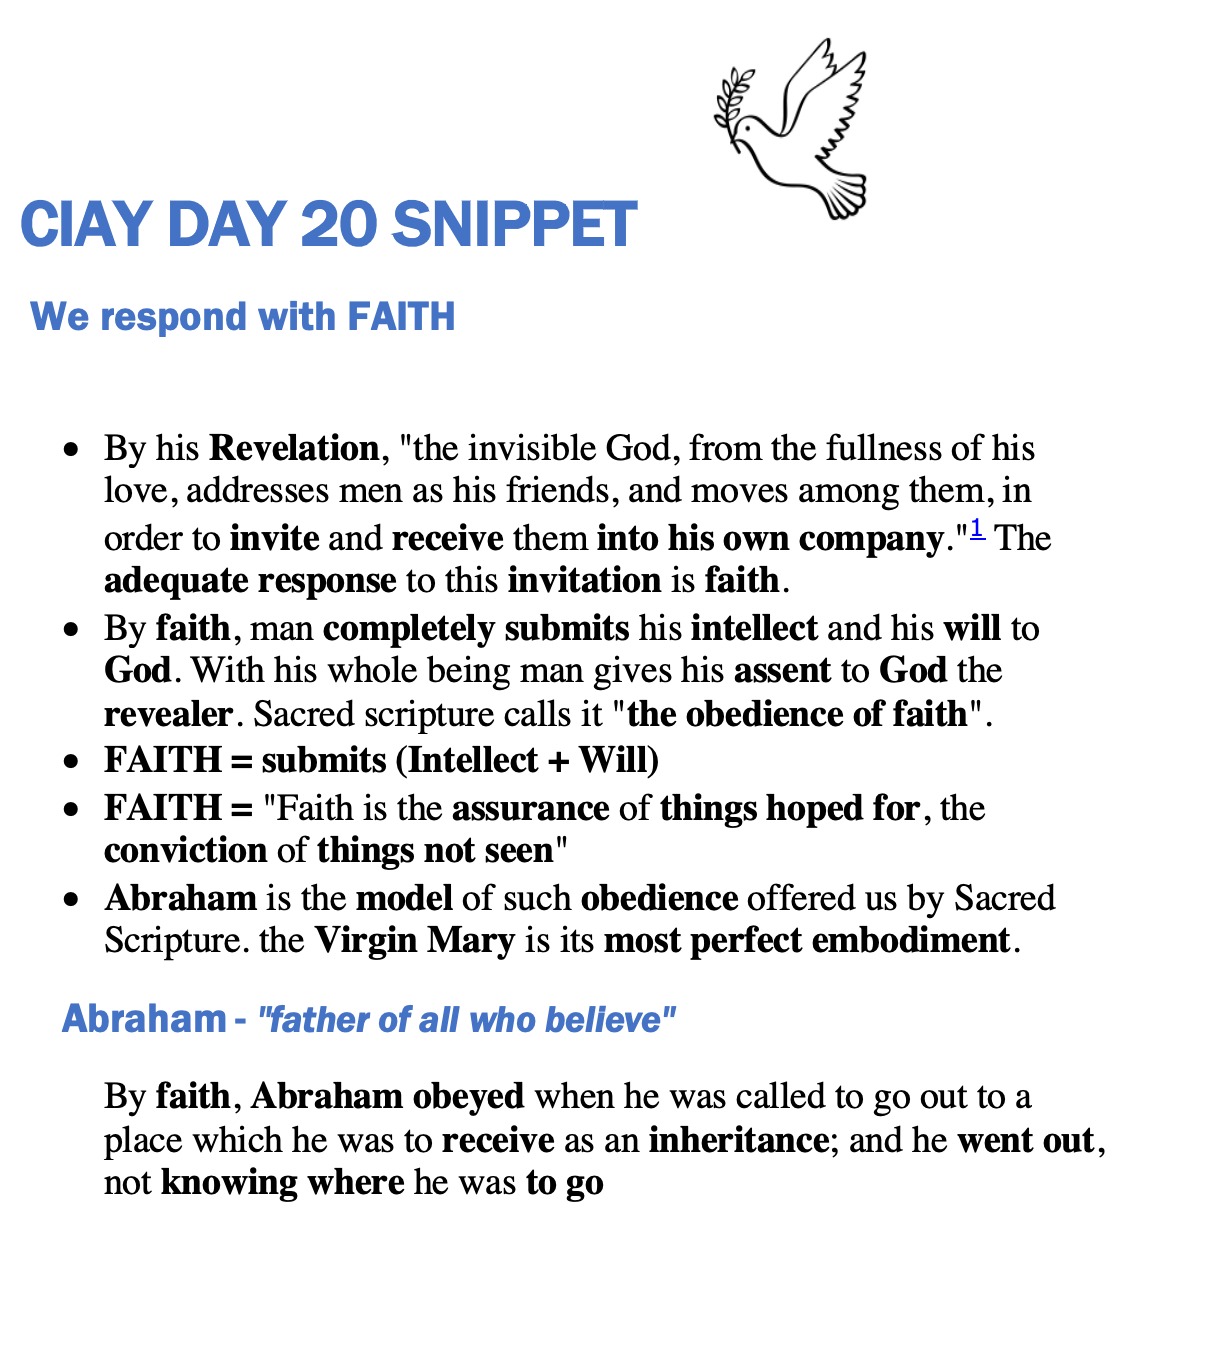 CIAY DAY 20 SNIPPET
We respond with FAITH
• By his Revelation, "the invisible God, from the fullness of his
love, addresses men as his friends, and moves among them, in
order to invite and receive them into his own company."1 The
adequate response to this invitation is faith.
• By faith, man completely submits his intellect and his will to
God. With his whole being man gives his assent to God the
revealer. Sacred scripture calls it "the obedience of faith".
• FAITH = submits (Intellect + Will)
• FAITH = "Faith is the assurance of things hoped for, the
conviction of things not seen"
• Abraham is the model of such obedience offered us by Sacred
Scripture. the Virgin Mary is its most perfect embodiment.
Abraham - "father of all who believe"
By faith, Abraham obeyed when he was called to go out to a
place which he was to receive as an inheritance; and he went out,
not knowing where he was to go